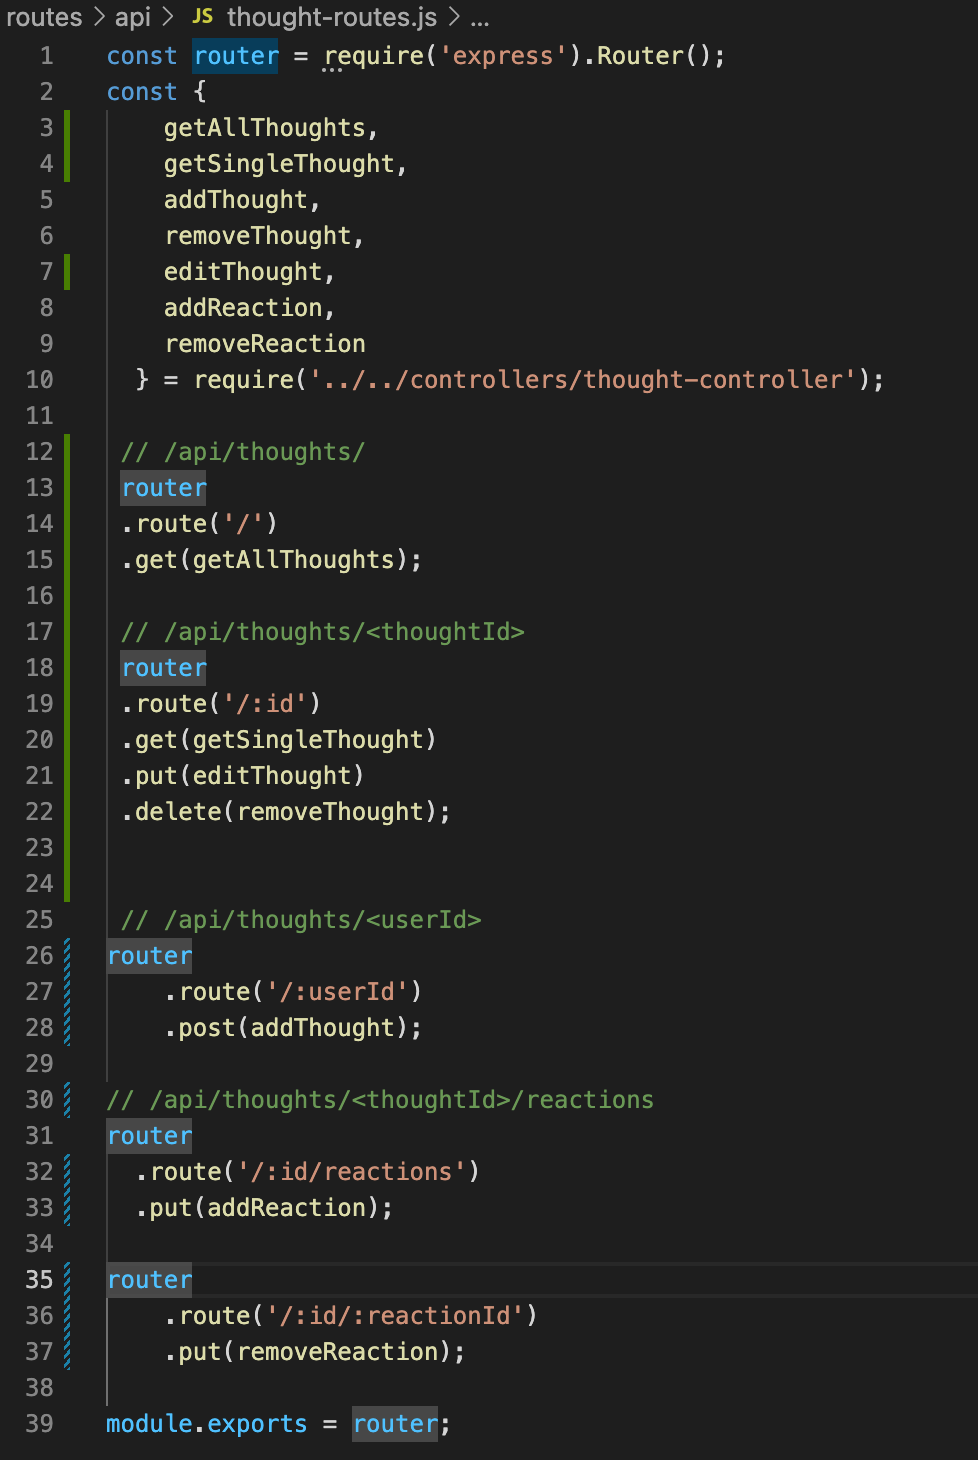 routes > api > JS thought-routes.js > ...
1 const router = require('express').Router();
2 const {
3     getAllThoughts,
4     getSingleThought,
5     addThought,
6     removeThought,
7     editThought,
8     addReaction,
9     removeReaction
10   } = require('../../controllers/thought-controller');
11
12  // /api/thoughts/
13  router
14  .route('/')
15  .get(getAllThoughts);
16
17  // /api/thoughts/<thoughtId>
18  router
19  .route('/:id')
20  .get(getSingleThought)
21  .put(editThought)
22  .delete(removeThought);
23
24
25  // /api/thoughts/<userId>
26 router
27     .route('/:userId')
28     .post(addThought);
29
30 // /api/thoughts/<thoughtId>/reactions
31 router
32   .route('/:id/reactions')
33   .put(addReaction);
34
35 router
36     .route('/:id/:reactionId')
37     .put(removeReaction);
38
39 module.exports = router;